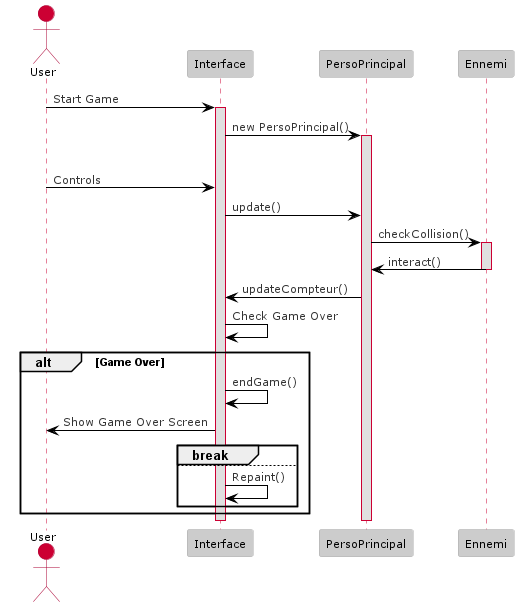 User
Interface
PersoPrincipal
Ennemi
Start Game
new PersoPrincipal()
Controls
update()
checkCollision()
interact()
updateCompteur()
Check Game Over
alt [Game Over]
endGame()
Show Game Over Screen
break
Repaint()
User
Interface
PersoPrincipal
Ennemi